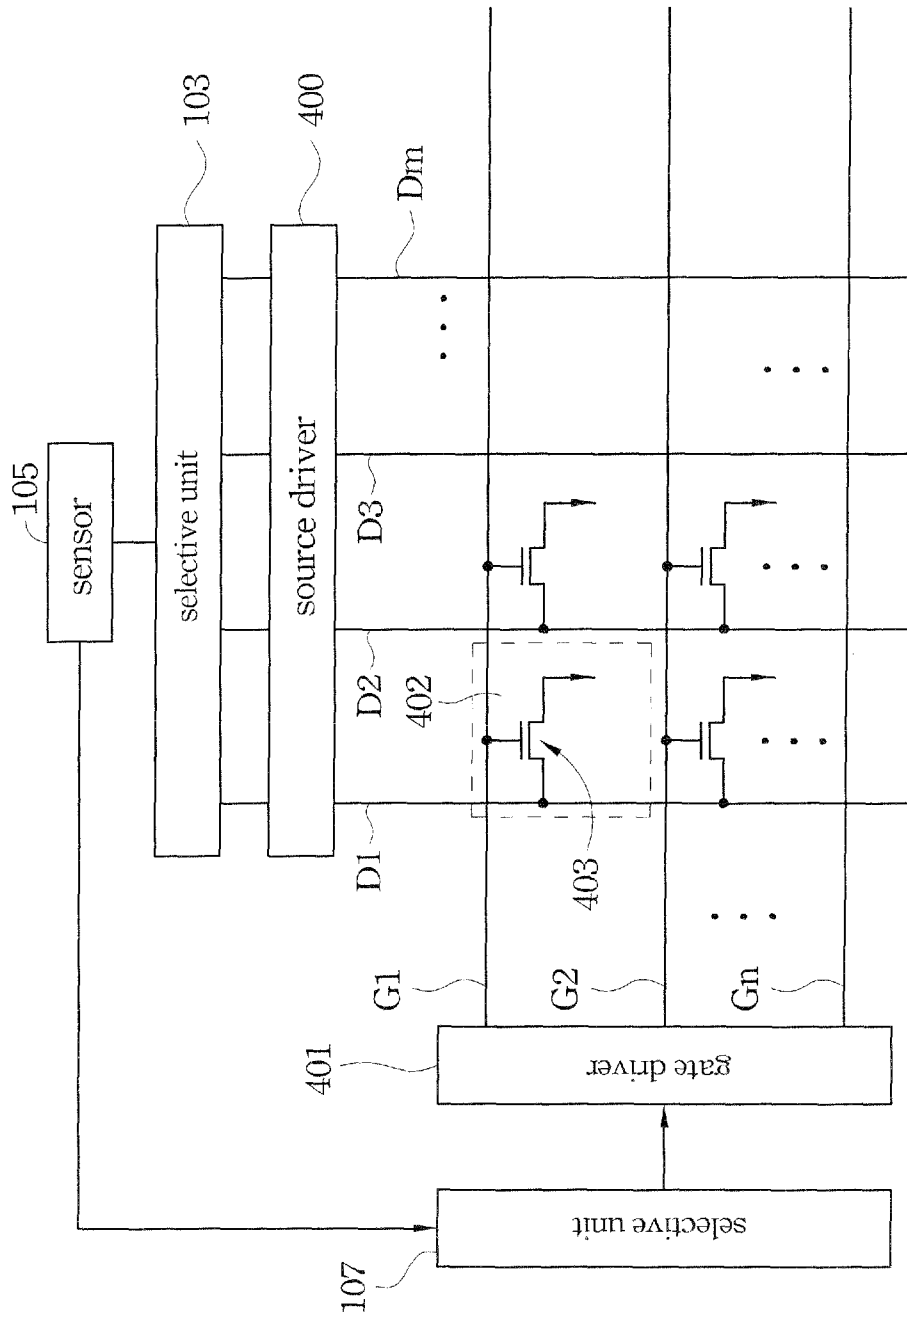 105
sensor
103
selective unit
400
source driver
D1
D2
D3
Dm
402
403
G1
G2
Gn
401
gate driver
107
selective unit